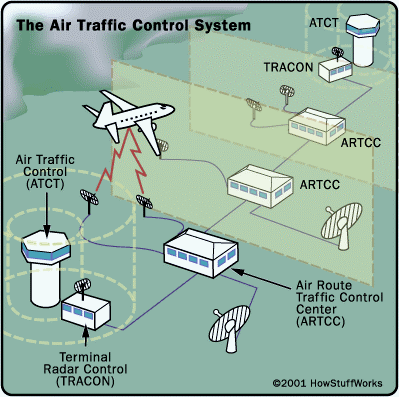 The Air Traffic Control System
ATCT
TRACON
ARTCC
ARTCC
Air Traffic
Control
(ATCT)
Air Route
Traffic Control
Center
(ARTCC)
Terminal
Radar Control
(TRACON)
©2001 HowStuffWorks